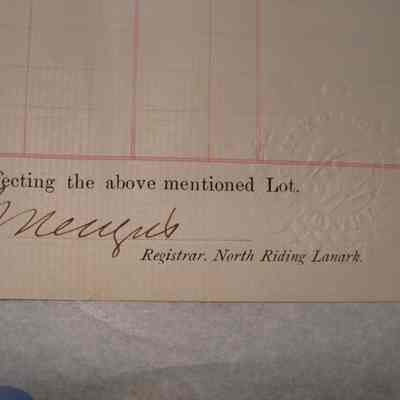 fecting the above mentioned Lot.
Menzies
Registrar, North Riding Lanark.